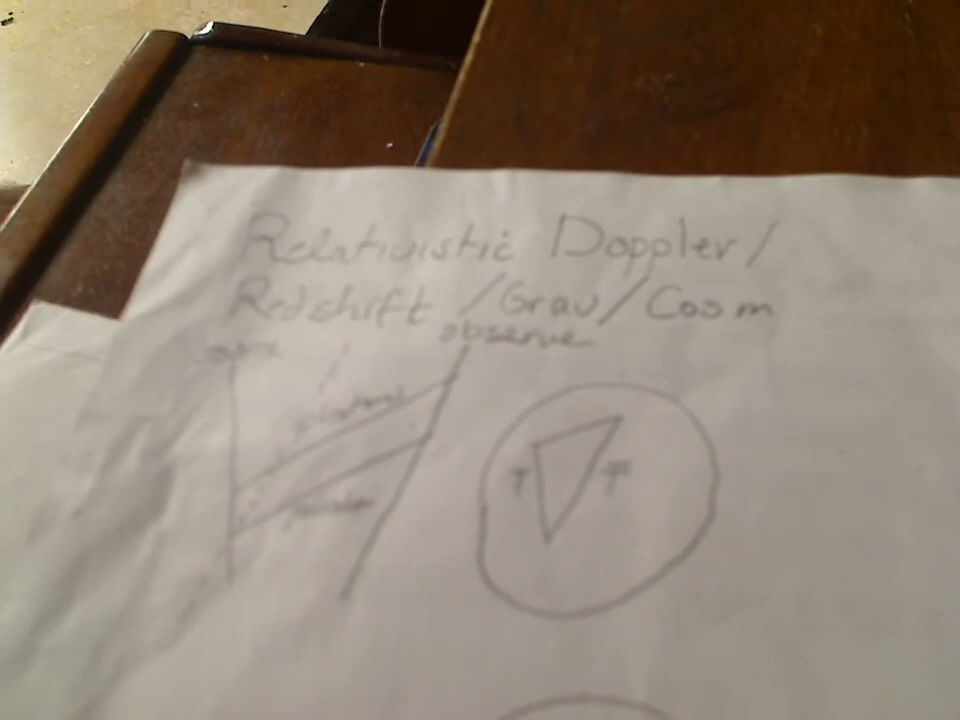 Relativistic Doppler/
Redshift /Grav/Cosm
observe
T T